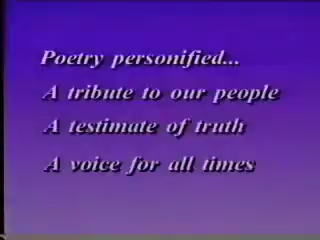 Poetry personified...
A tribute to our people
A testimate of truth
A voice for all times